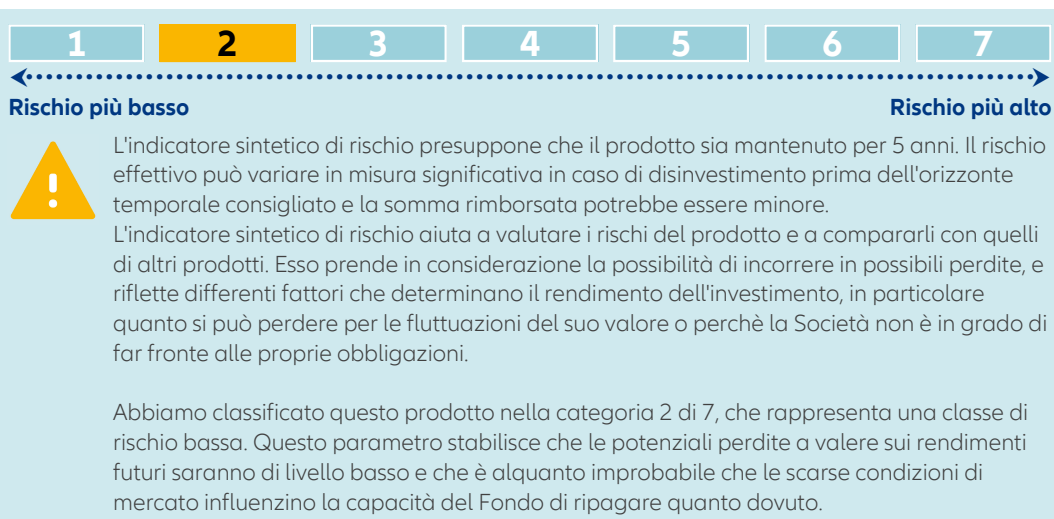 1 2 3 4 5 6 7
Rischio più basso Rischio più alto
L'indicatore sintetico di rischio presuppone che il prodotto sia mantenuto per 5 anni. Il rischio
effettivo può variare in misura significativa in caso di disinvestimento prima dell'orizzonte
temporale consigliato e la somma rimborsata potrebbe essere minore.
L'indicatore sintetico di rischio aiuta a valutare i rischi del prodotto e a compararli con quelli
di altri prodotti. Esso prende in considerazione la possibilità di incorrere in possibili perdite, e
riflette differenti fattori che determinano il rendimento dell'investimento, in particolare
quanto si può perdere per le fluttuazioni del suo valore o perchè la Società non è in grado di
far fronte alle proprie obbligazioni.
Abbiamo classificato questo prodotto nella categoria 2 di 7, che rappresenta una classe di
rischio bassa. Questo parametro stabilisce che le potenziali perdite a valere sui rendimenti
futuri saranno di livello basso e che è alquanto improbabile che le scarse condizioni di
mercato influenzino la capacità del Fondo di ripagare quanto dovuto.